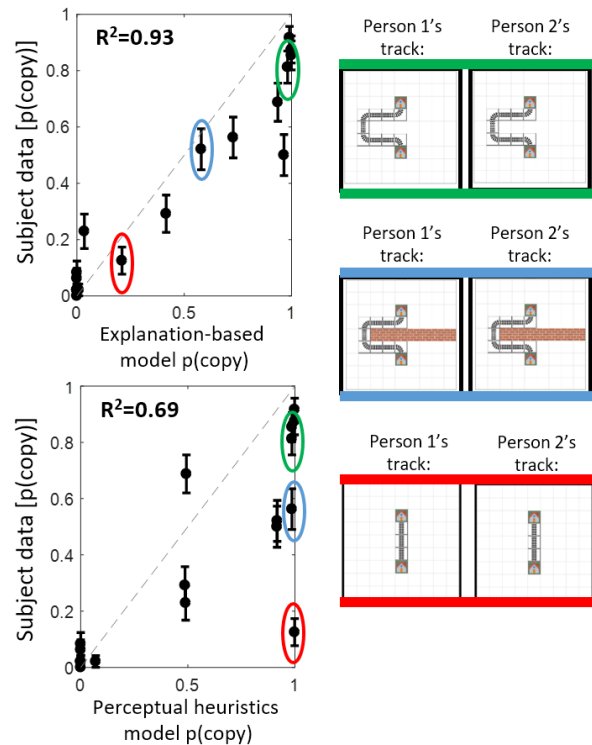 R²=0.93
Subject data [p(copy)]
1
0.8
0.6
0.4
0.2
0
0
0.5
1
Explanation-based
model p(copy)
R²=0.69
Subject data [p(copy)]
1
0.8
0.6
0.4
0.2
0
0
0.5
1
Perceptual heuristics
model p(copy)
Person 1's
track:
Person 2's
track:
Person 1's
track:
Person 2's
track:
Person 1's
track:
Person 2's
track: